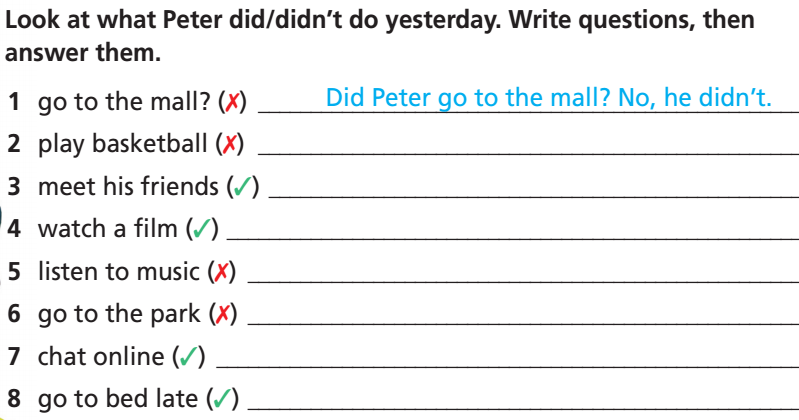 Look at what Peter did/didn't do yesterday. Write questions, then
answer them.
1 go to the mall? (✗) Did Peter go to the mall? No, he didn't.
2 play basketball (✗)
3 meet his friends (✓)
4 watch a film (✓)
5 listen to music (✗)
6 go to the park (✗)
7 chat online (✓)
8 go to bed late (✓)